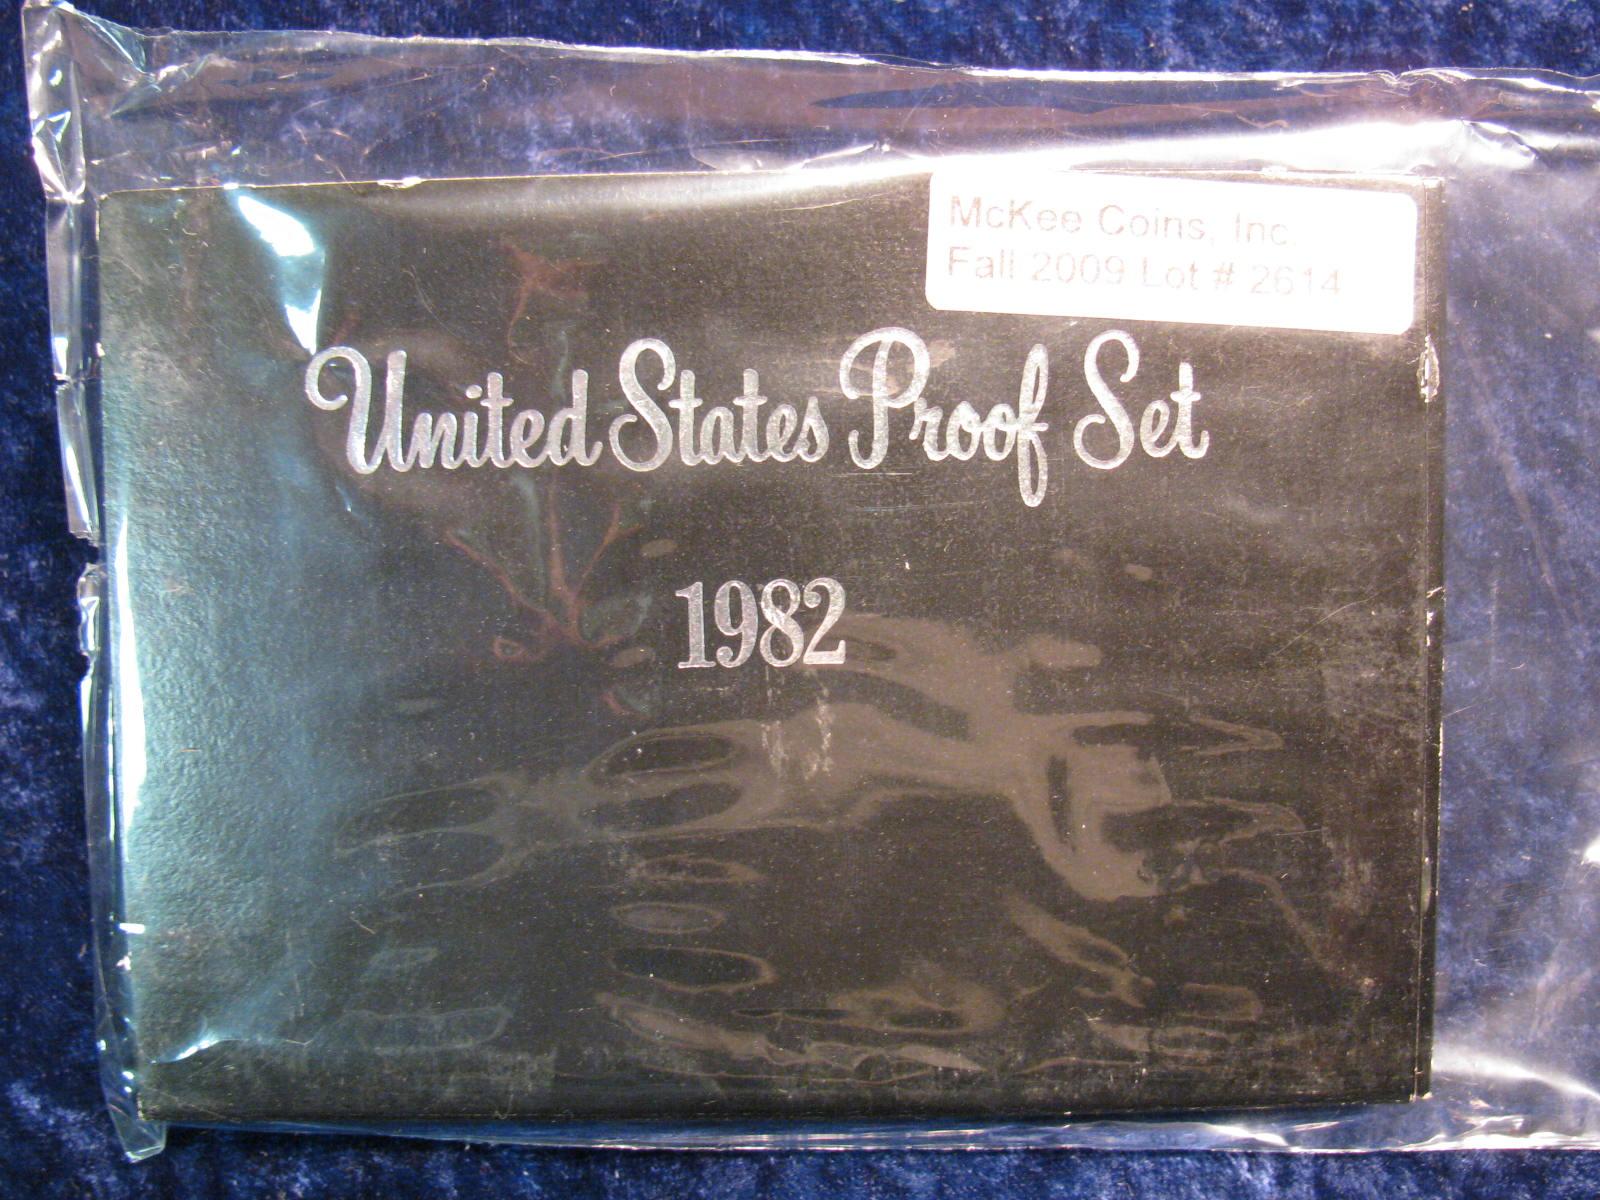 McKee Coins, Inc.
Fall 2009 Lot # 2614
United States Proof Set
1982